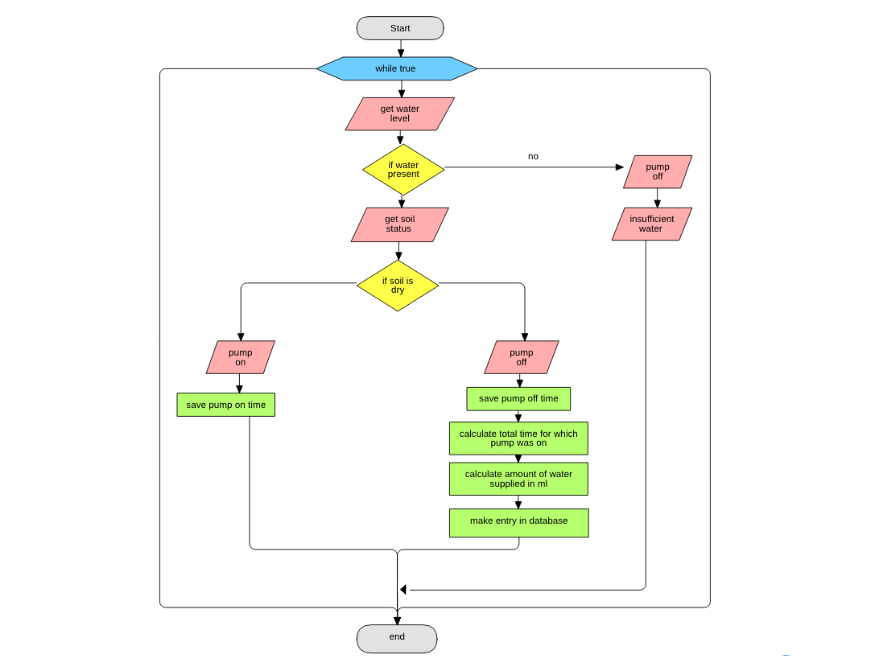 Start
while true
get water
level
if water
present
no
pump
off
get soil
status
insufficient
water
if soil is
dry
pump
on
pump
off
save pump on time
save pump off time
calculate total time for which
pump was on
calculate amount of water
supplied in ml
make entry in database
end